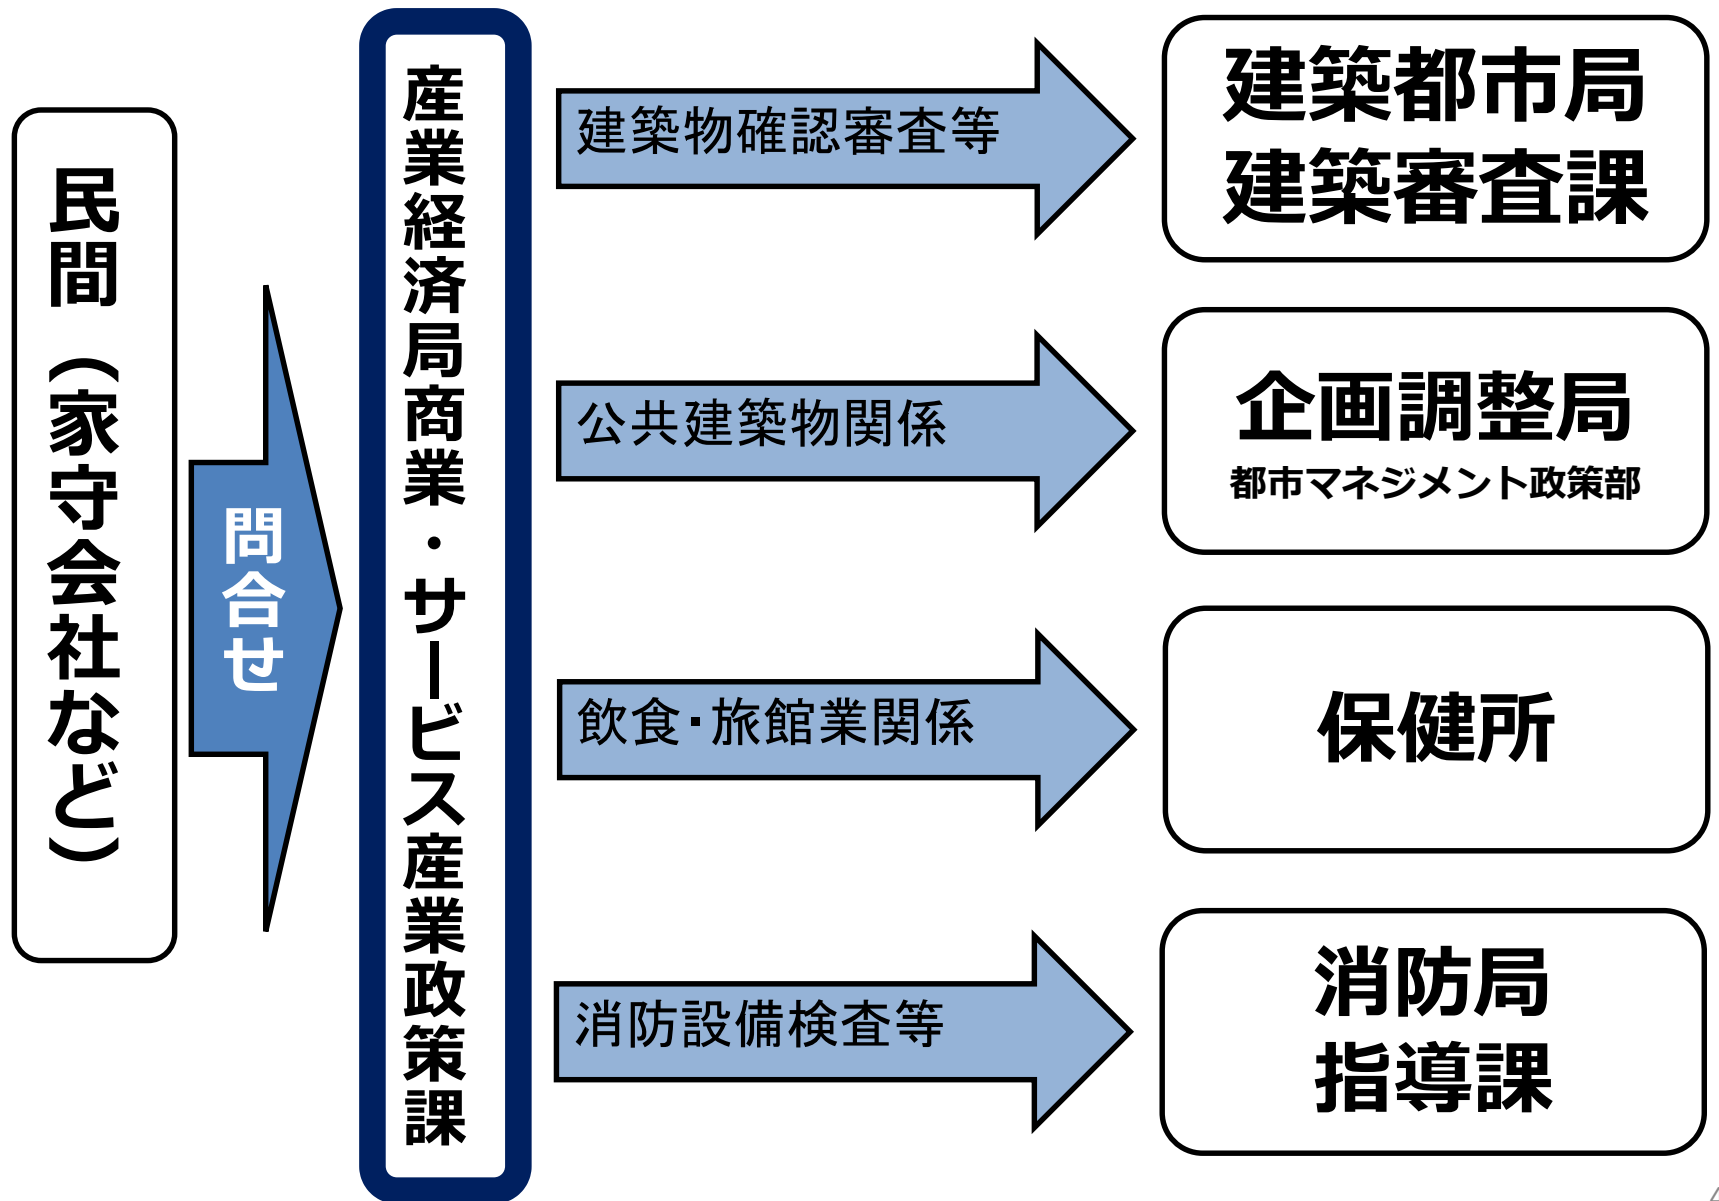 民間（家守会社など）
問合せ
産業経済局商業・サービス産業政策課
建築物確認審査等
建築都市局
建築審査課
公共建築物関係
企画調整局
都市マネジメント政策部
飲食・旅館業関係
保健所
消防設備検査等
消防局
指導課